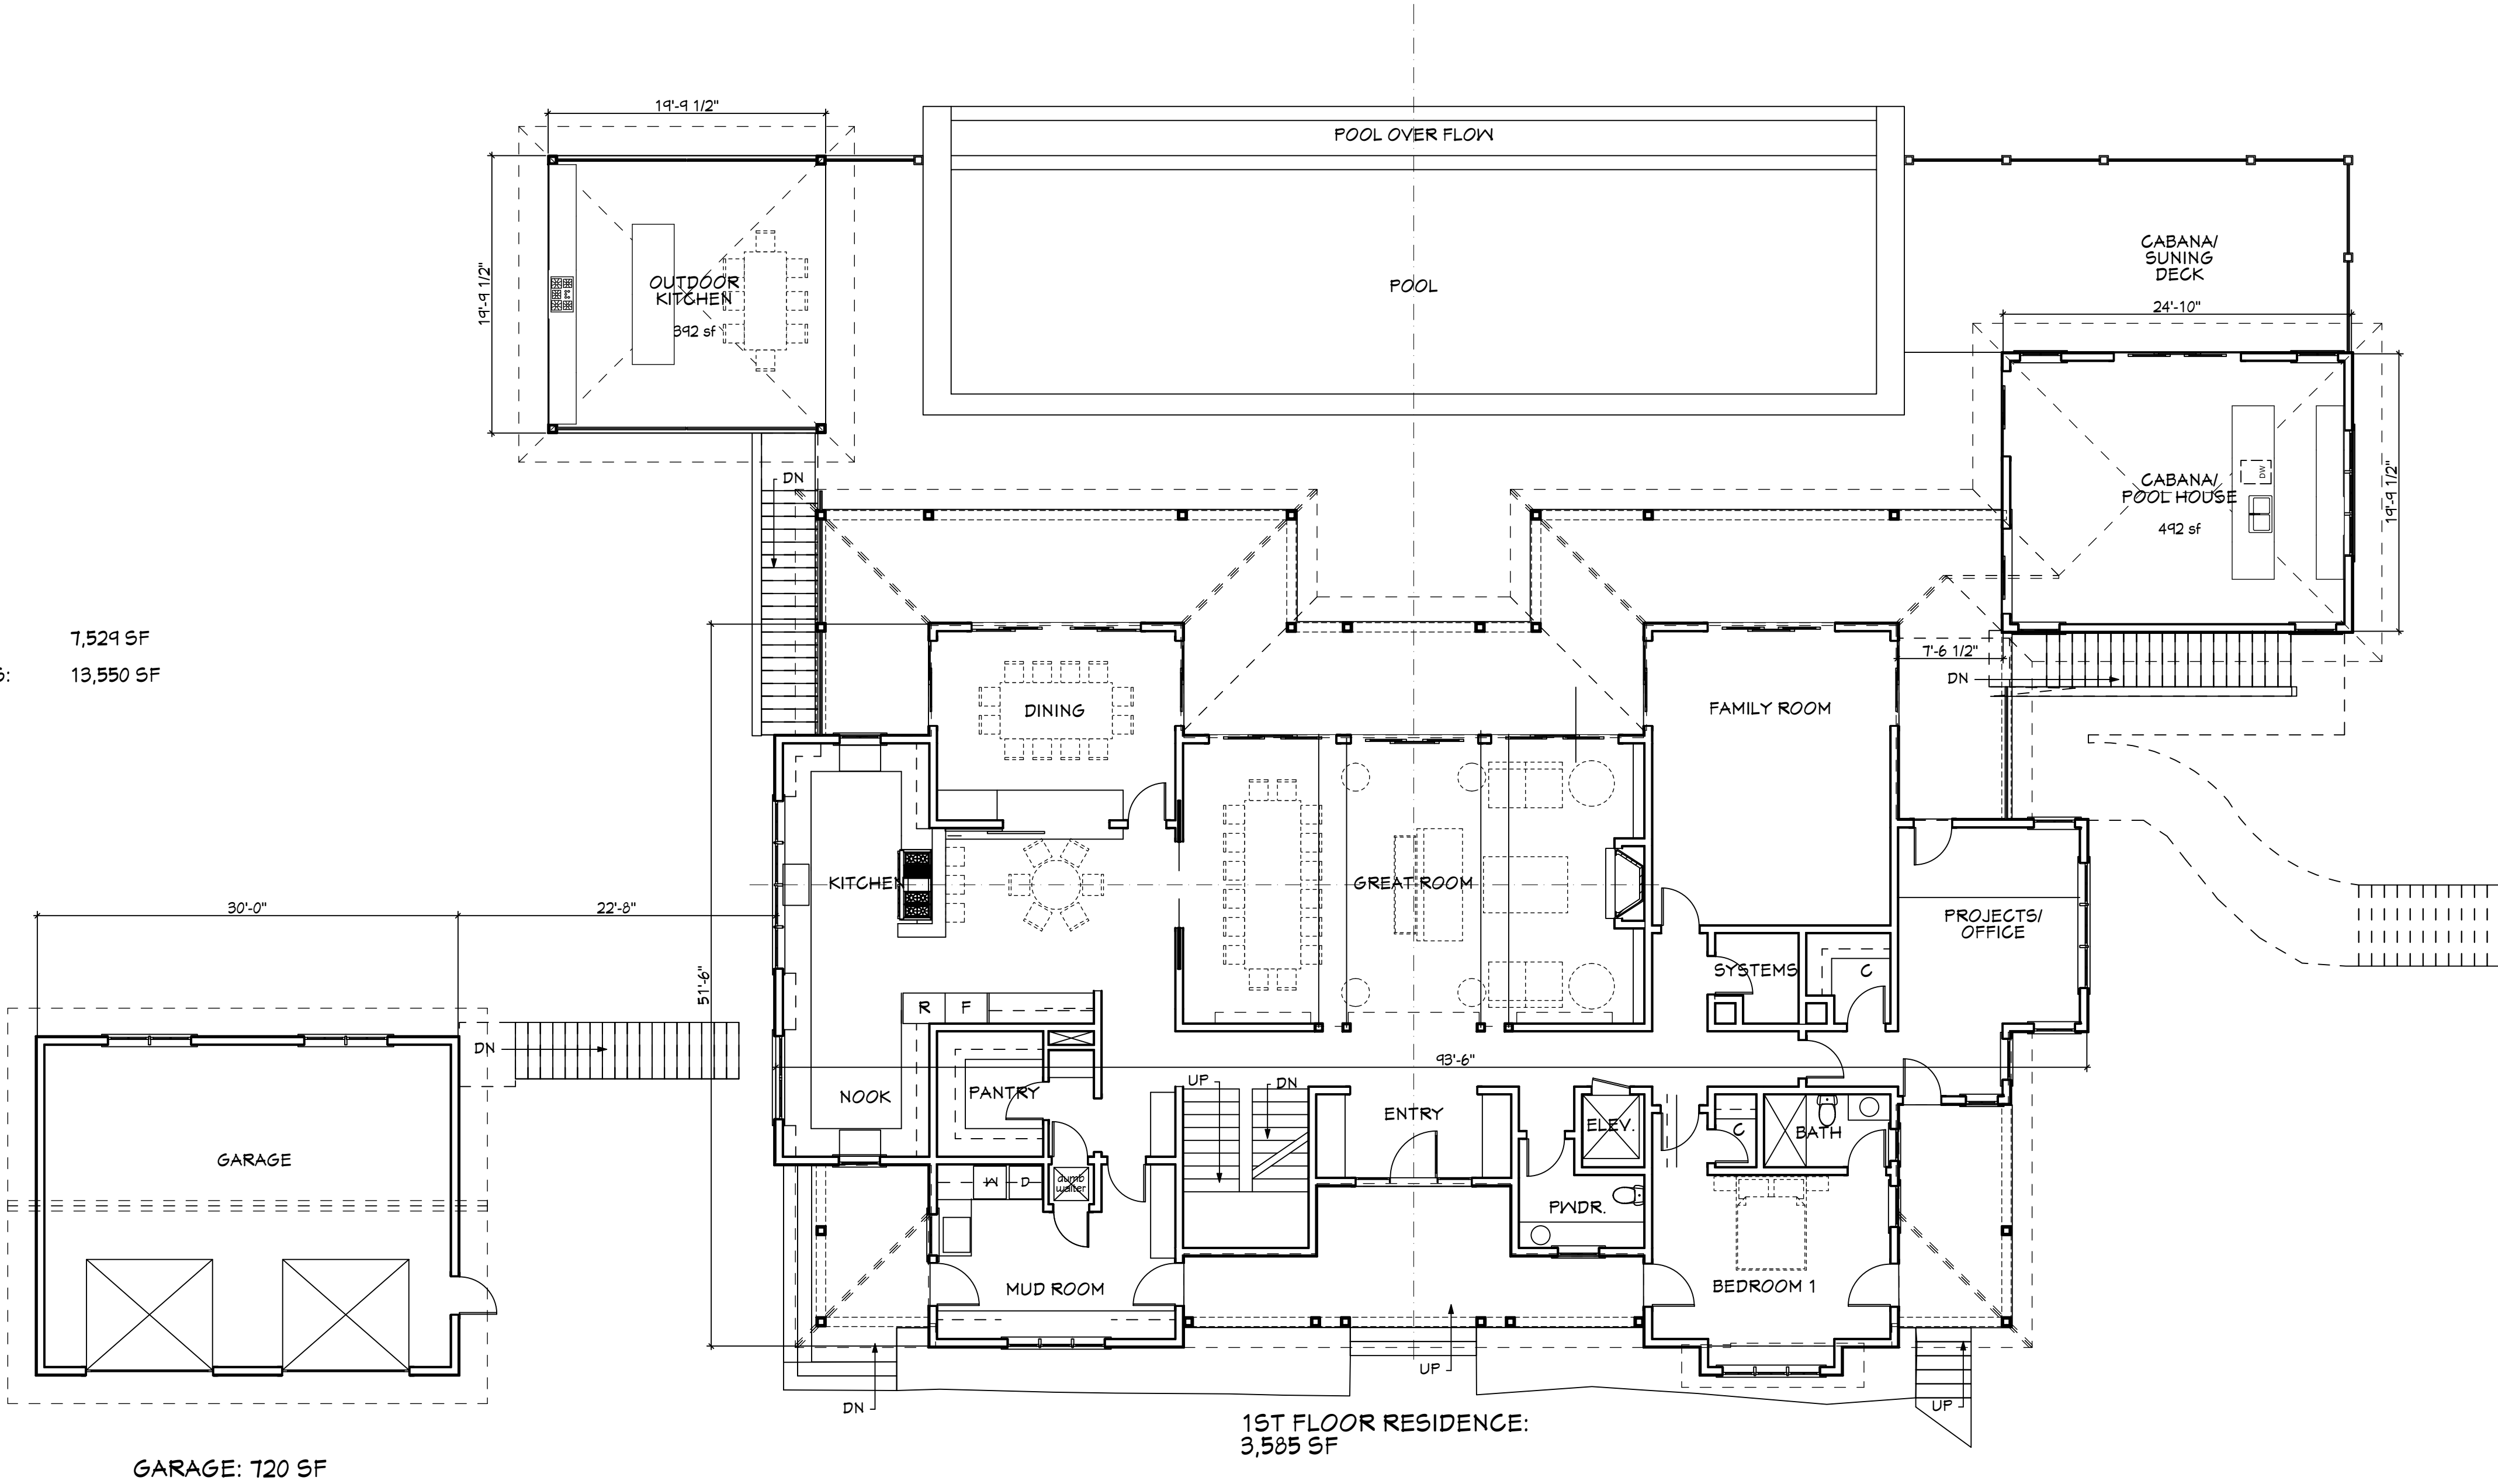 19'-9 1/2"
POOL OVER FLOW
19'-9 1/2"
OUTDOOR
KITCHEN
392 sf
POOL
CABANA/
SUNING
DECK
24'-10"
DN
CABANA/
POOL HOUSE
492 sf
DW
19'-9 1/2"
7,529 SF
S: 13,550 SF
7'-6 1/2"
DN
DINING
FAMILY ROOM
KITCHEN
GREAT ROOM
30'-0"
22'-8"
51'-6"
PROJECTS/
OFFICE
SYSTEMS
C
R
F
DN
93'-6"
PANTRY
NOOK
UP
DN
ENTRY
ELEV.
C
BATH
GARAGE
W
D
dumb
waiter
PWDR.
MUD ROOM
BEDROOM 1
UP
DN
UP
1ST FLOOR RESIDENCE:
3,585 SF
GARAGE: 720 SF